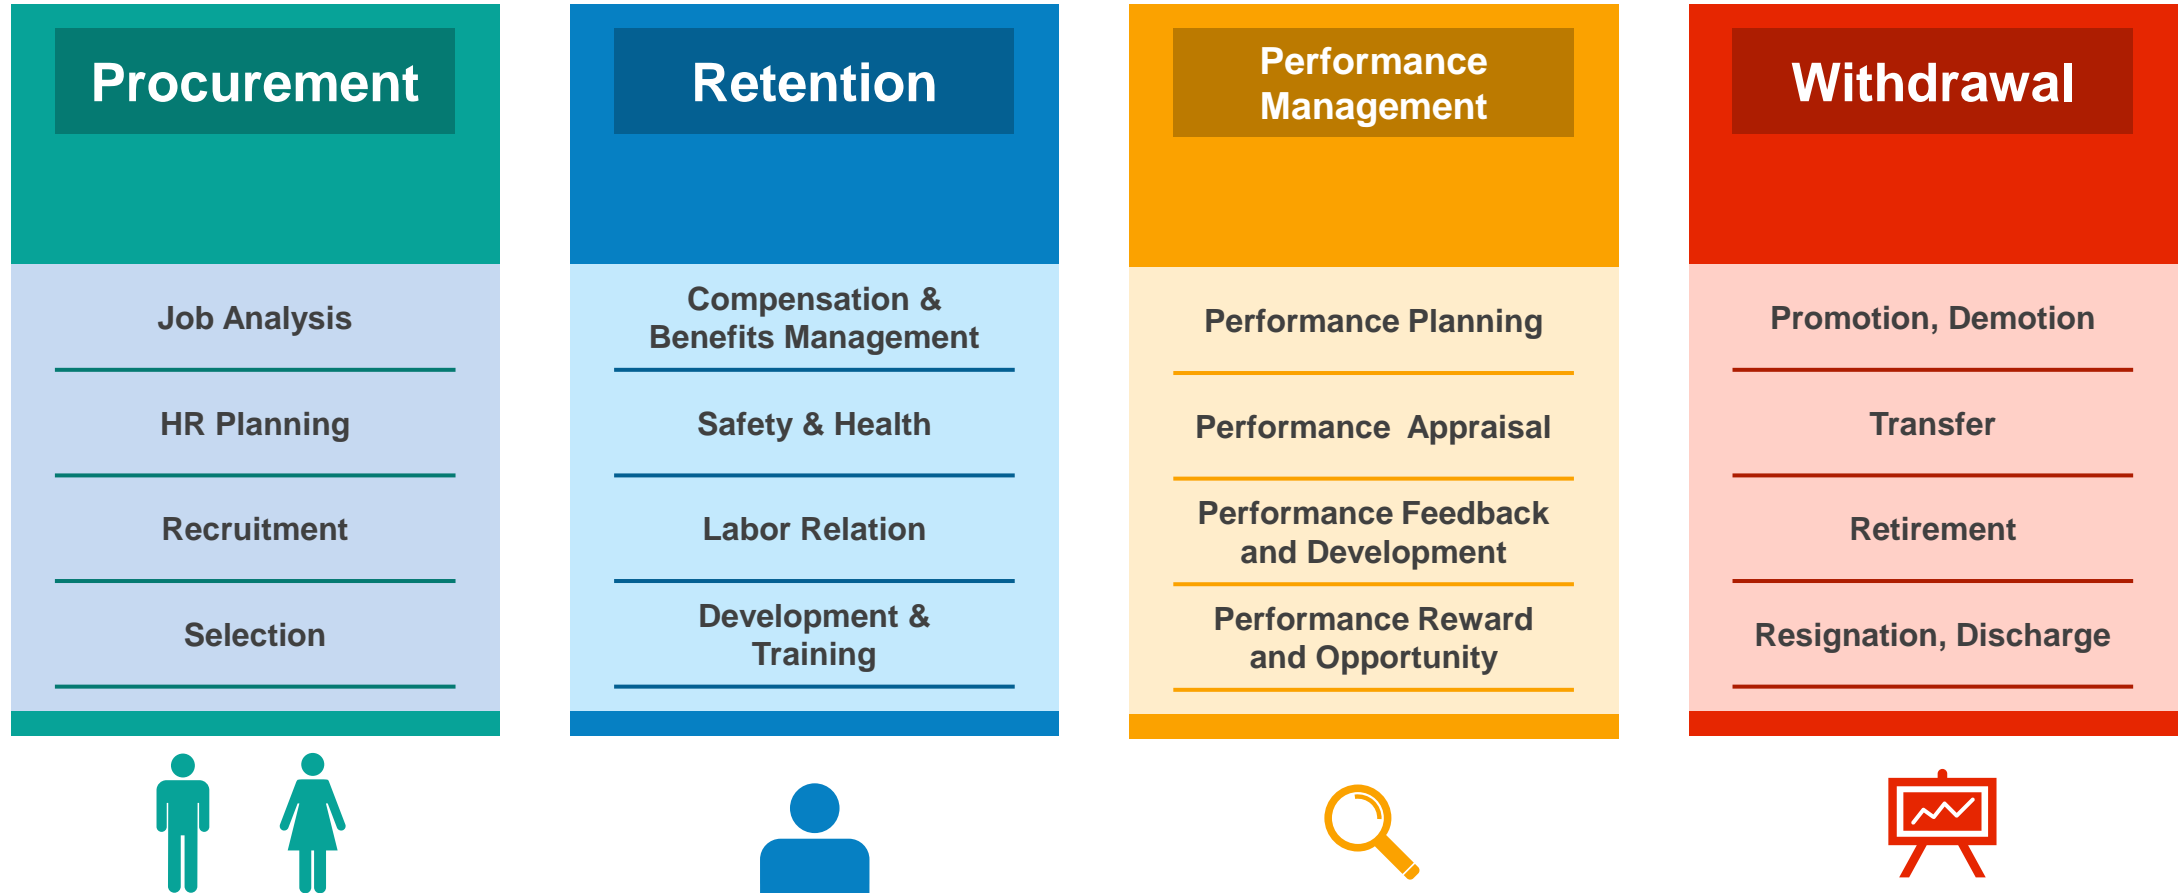 Procurement
Job Analysis
HR Planning
Recruitment
Selection
Retention
Compensation &
Benefits Management
Safety & Health
Labor Relation
Development &
Training
Performance
Management
Performance Planning
Performance  Appraisal
Performance Feedback
and Development
Performance Reward
and Opportunity
Withdrawal
Promotion, Demotion
Transfer
Retirement
Resignation, Discharge